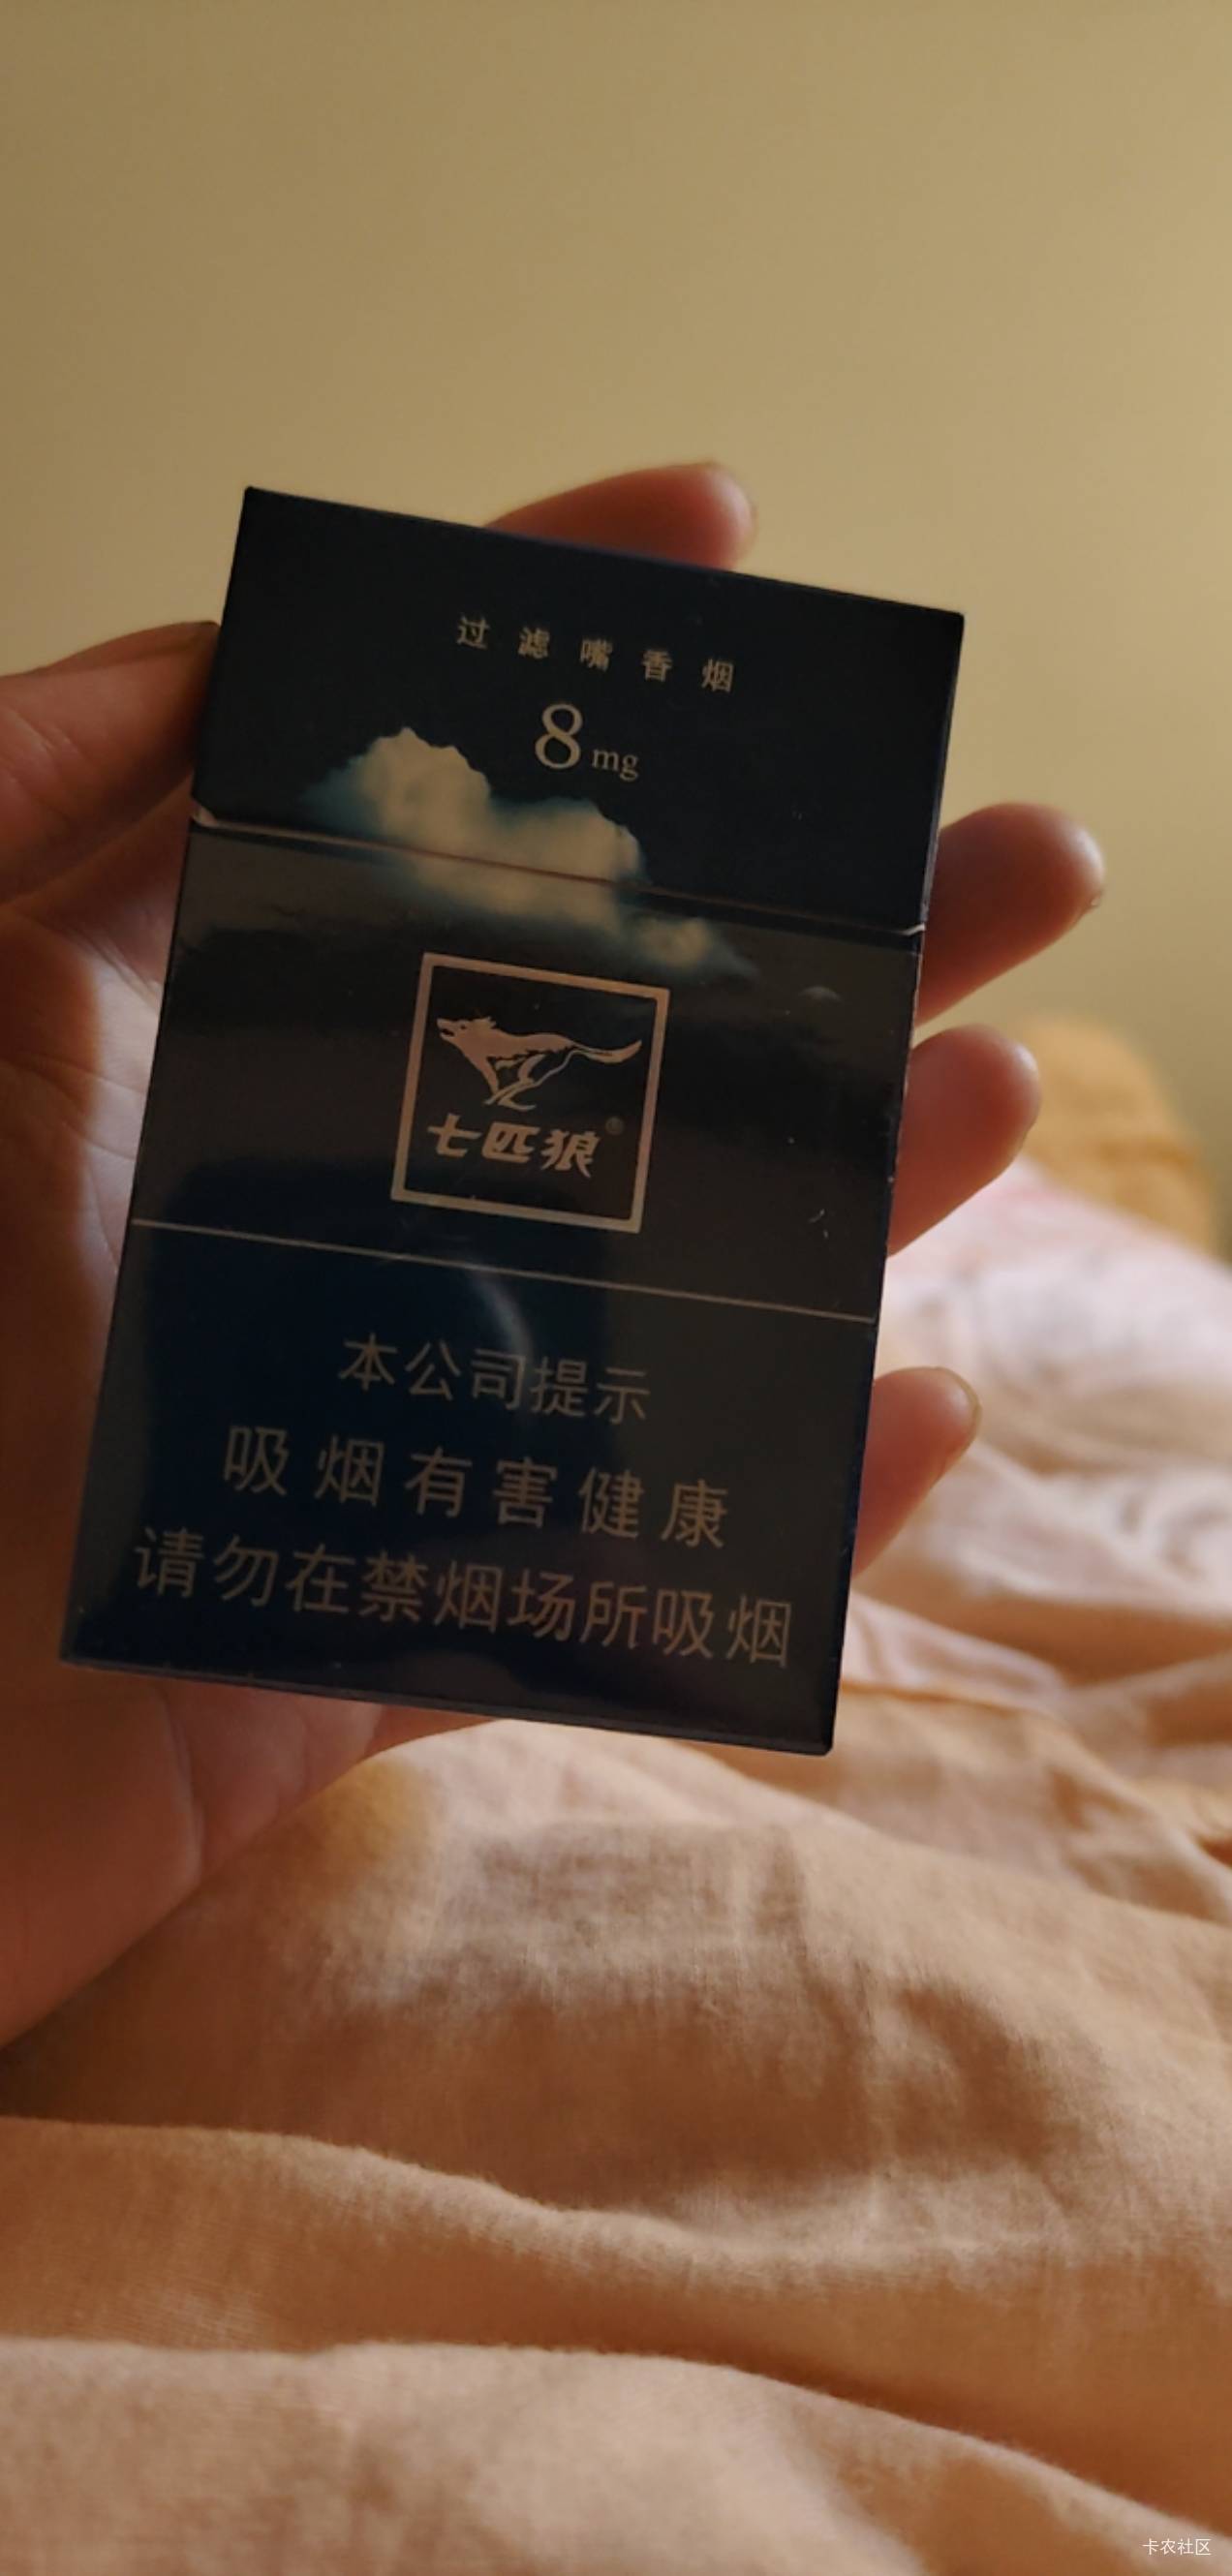 过滤嘴香烟
8mg
七匹狼®
本公司提示
吸烟有害健康
请勿在禁烟场所吸烟
卡农社区